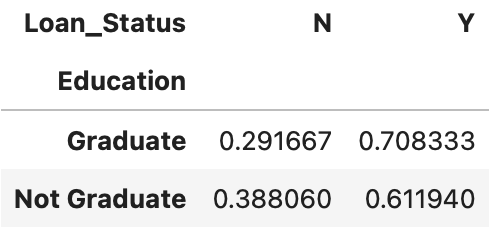 Loan_Status N Y
Education
Graduate 0.291667 0.708333
Not Graduate 0.388060 0.611940